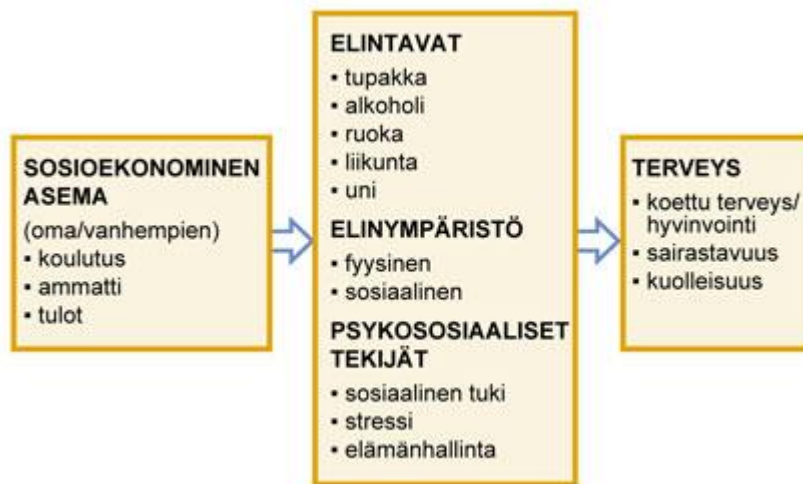 SOSIOEKONOMINEN
ASEMA
(oma/vanhempien)
▪ koulutus
▪ ammatti
▪ tulot
ELINTAVAT
▪ tupakka
▪ alkoholi
▪ ruoka
▪ liikunta
▪ uni
ELINYMPÄRISTÖ
▪ fyysinen
▪ sosiaalinen
PSYKOSOSIAALISET
TEKIJÄT
▪ sosiaalinen tuki
▪ stressi
▪ elämänhallinta
TERVEYS
▪ koettu terveys/
hyvinvointi
▪ sairastavuus
▪ kuolleisuus